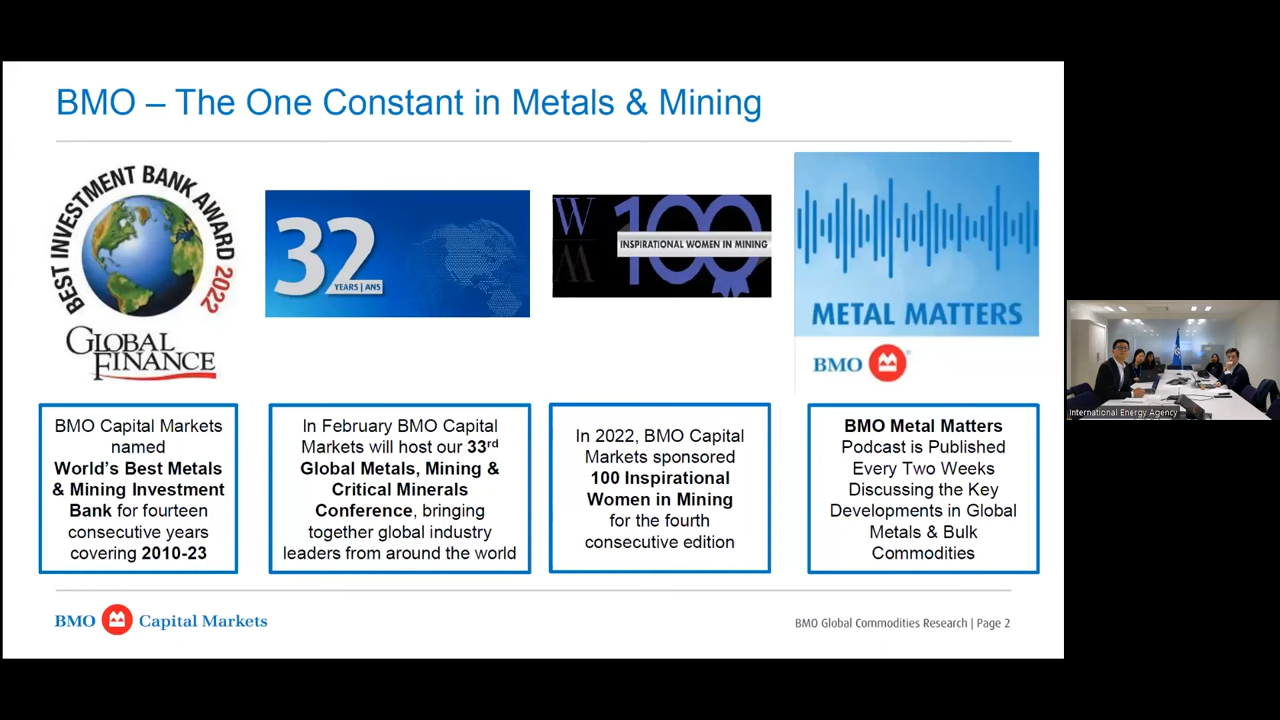 BMO – The One Constant in Metals & Mining
BEST INVESTMENT BANK AWARD 2022
GLOBAL
FINANCE
32
YEARS | ANS
W
100
INSPIRATIONAL WOMEN IN MINING
METAL MATTERS
BMO
BMO Capital Markets
named
World's Best Metals
& Mining Investment
Bank for fourteen
consecutive years
covering 2010-23
In February BMO Capital
Markets will host our 33rd
Global Metals, Mining &
Critical Minerals
Conference, bringing
together global industry
leaders from around the world
In 2022, BMO Capital
Markets sponsored
100 Inspirational
Women in Mining
for the fourth
consecutive edition
BMO Metal Matters
Podcast is Published
Every Two Weeks
Discussing the Key
Developments in Global
Metals & Bulk
Commodities
BMO Capital Markets
BMO Global Commodities Research | Page 2
International Energy Agency